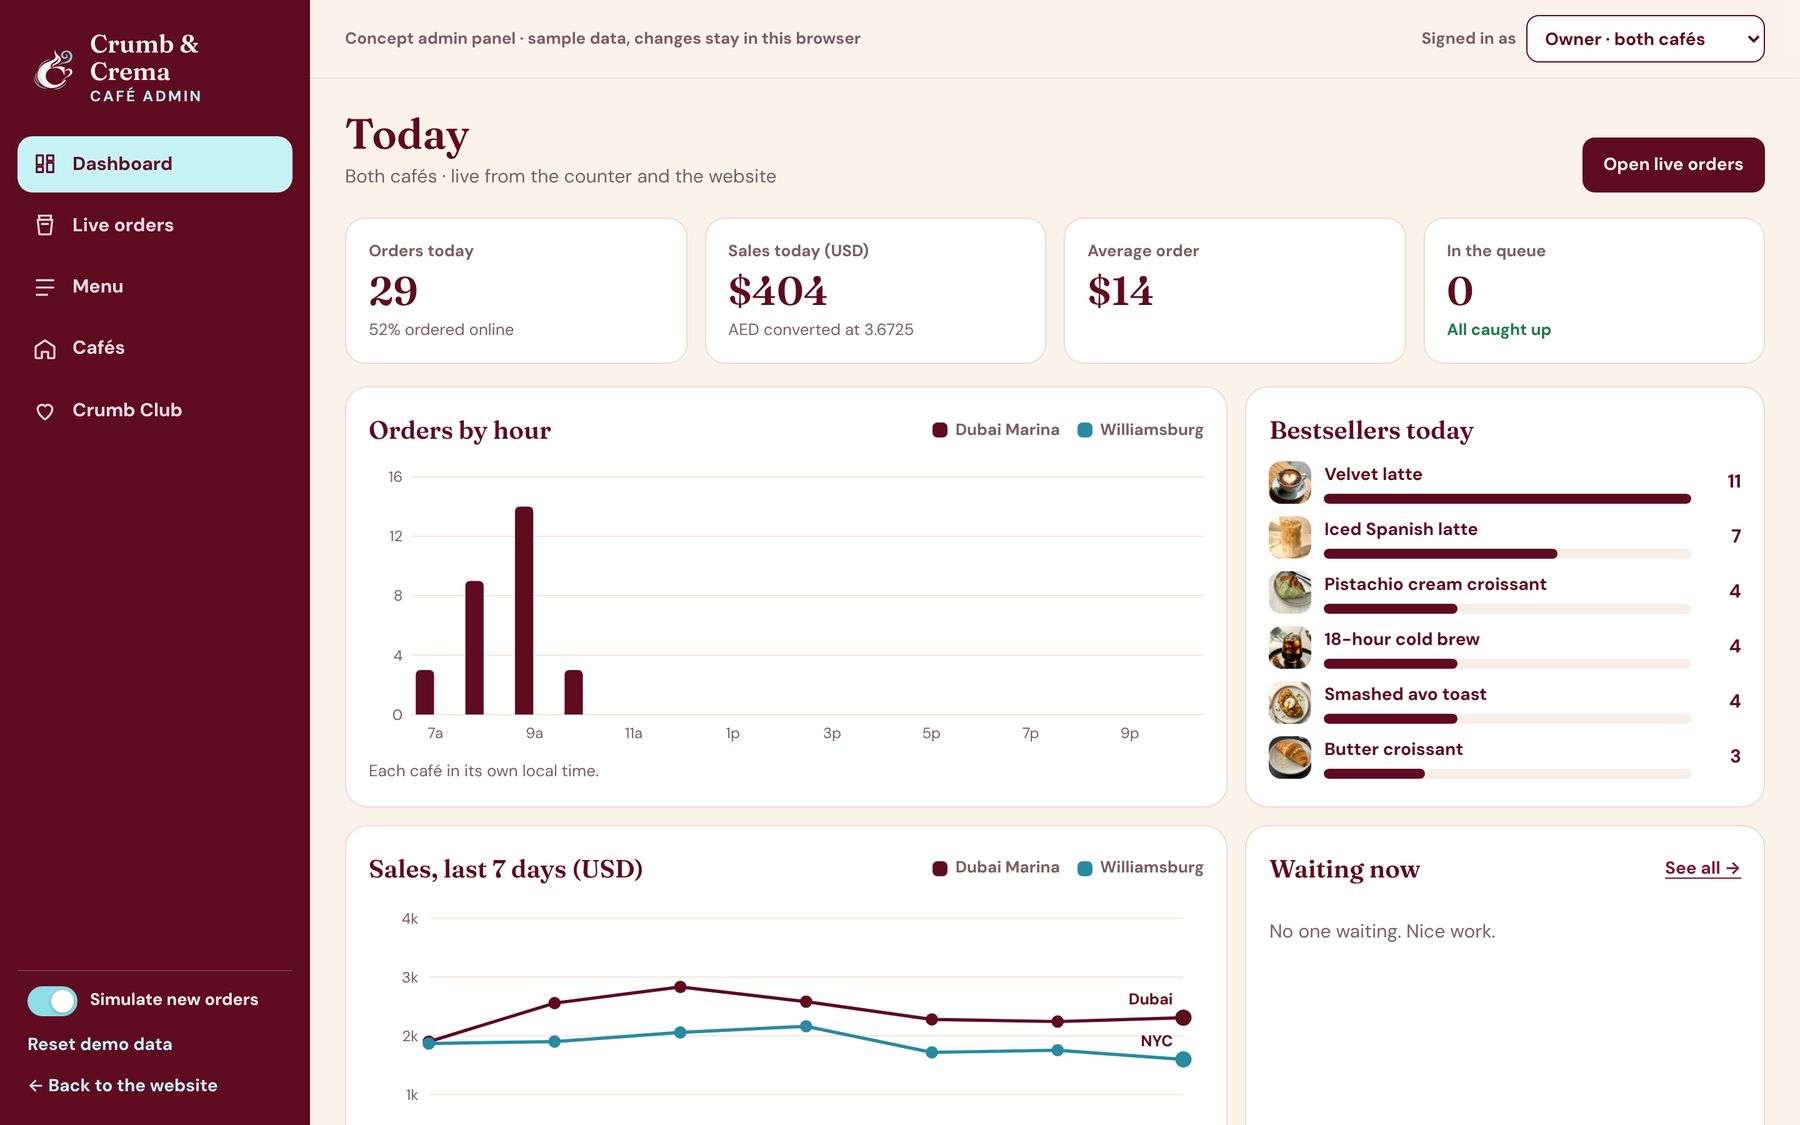 Crumb &
Crema
CAFÉ ADMIN
Dashboard
Live orders
Menu
Cafés
Crumb Club
Simulate new orders
Reset demo data
← Back to the website
Concept admin panel · sample data, changes stay in this browser
Signed in as
Owner · both cafés
Today
Both cafés · live from the counter and the website
Open live orders
Orders today
29
52% ordered online
Sales today (USD)
$404
AED converted at 3.6725
Average order
$14
In the queue
0
All caught up
Orders by hour
Dubai Marina
Williamsburg
16
12
8
4
0
7a 9a 11a 1p 3p 5p 7p 9p
Each café in its own local time.
Bestsellers today
Velvet latte 11
Iced Spanish latte 7
Pistachio cream croissant 4
18-hour cold brew 4
Smashed avo toast 4
Butter croissant 3
Sales, last 7 days (USD)
Dubai Marina
Williamsburg
4k
3k
2k
1k
Dubai
NYC
Waiting now
See all →
No one waiting. Nice work.